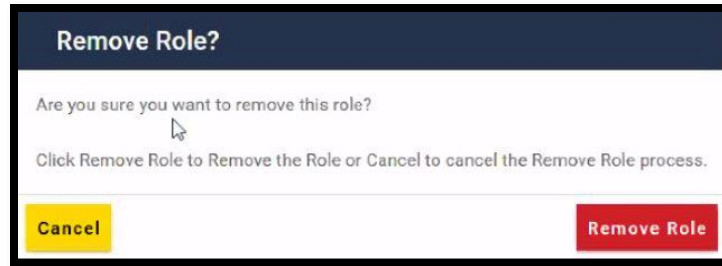 Remove Role?
Are you sure you want to remove this role?
Click Remove Role to Remove the Role or Cancel to cancel the Remove Role process.
Cancel
Remove Role